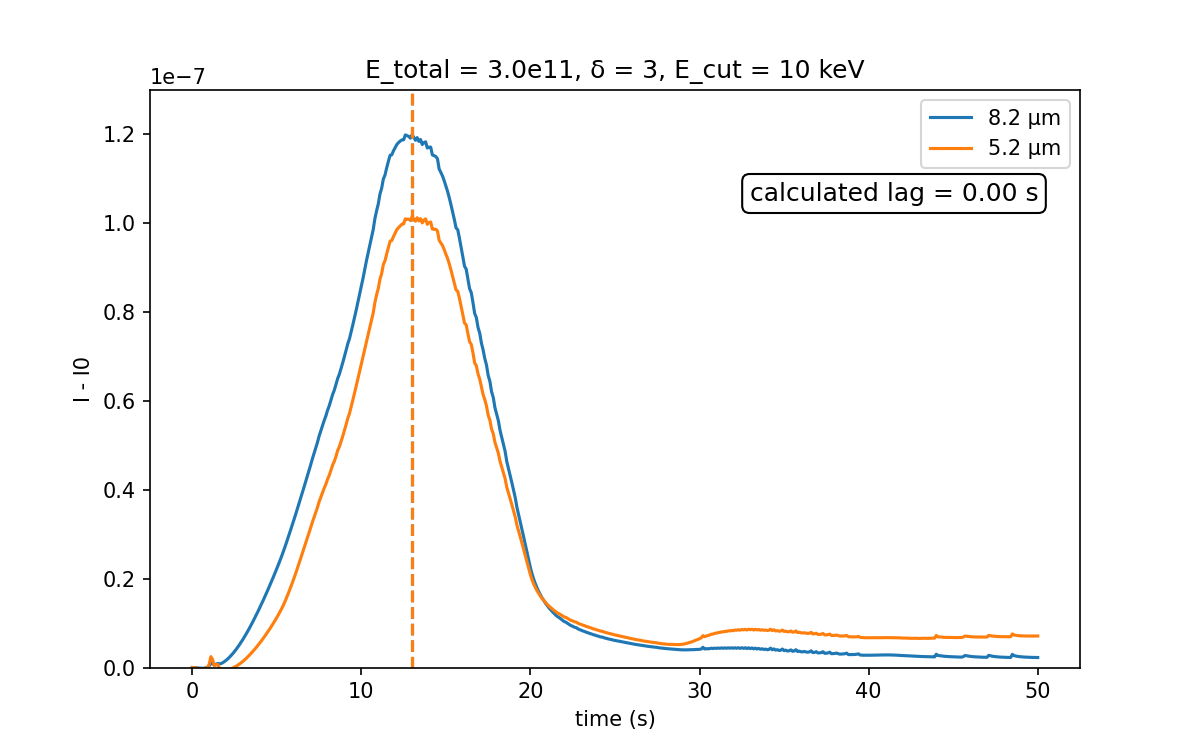 E_total = 3.0e11, δ = 3, E_cut = 10 keV
1e−7
8.2 μm
5.2 μm
calculated lag = 0.00 s
1.2
1.0
0.8
0.6
0.4
0.2
0.0
I - I0
0 10 20 30 40 50
time (s)